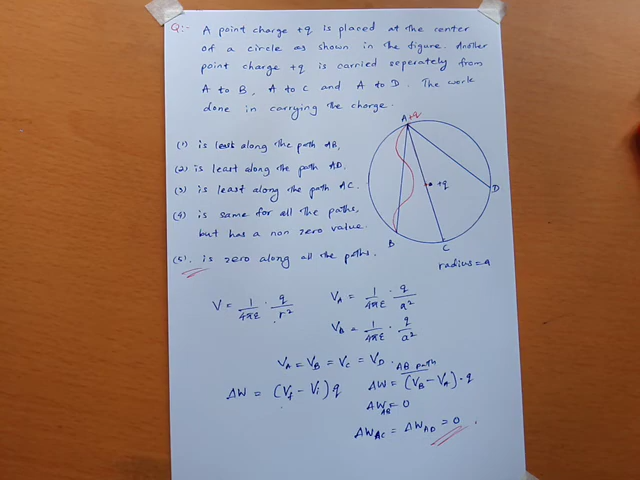 Q:- A point charge +q is placed at the center
of a circle as shown in the figure. Another
point charge +q is carried seperately from
A to B, A to C and A to D. The work
done in carrying the charge.
(1) is least along the path AB,
(2) is least along the path AD.
(3) is least along the path AC.
(4) is same for all the paths,
but has a non zero value.
(5). is zero along all the paths.
A+q
+q
D
B
C
radius = a
V = 1/4πε · q/r²
V_A = 1/4πε · q/a²
V_B = 1/4πε · q/a²
V_A = V_B = V_C = V_D.
AB path
ΔW = (V_f - V_i) q
ΔW = (V_B - V_A) · q
ΔW_AB = 0
ΔW_AC = ΔW_AD = 0